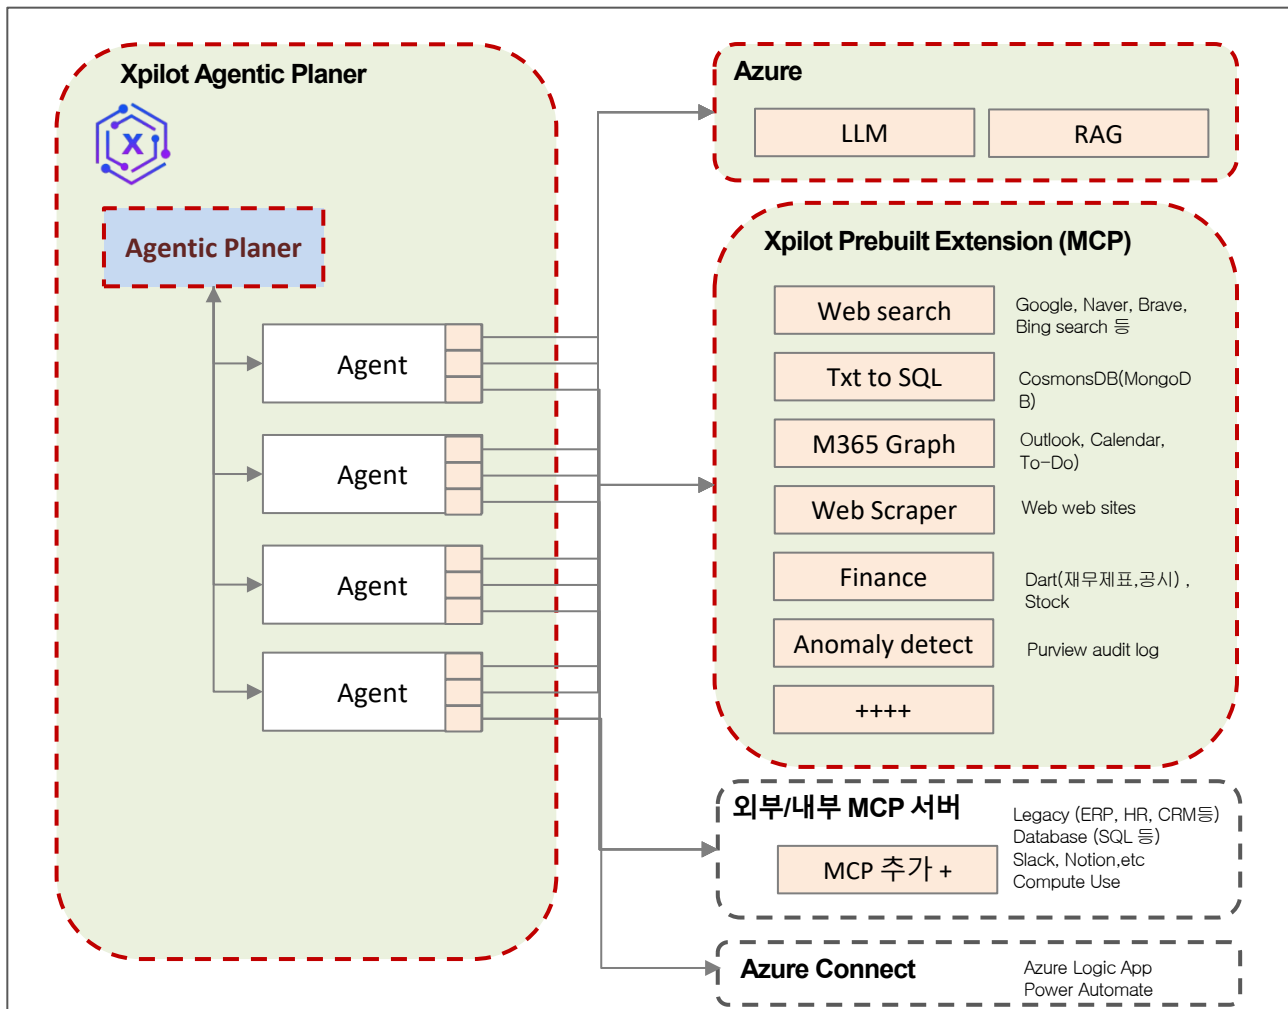 Xpilot Agentic Planer
X
Agentic Planer
Agent
Agent
Agent
Agent
Azure
LLM
RAG
Xpilot Prebuilt Extension (MCP)
Web search
Google, Naver, Brave,
Bing search 등
Txt to SQL
CosmonsDB(MongoD
B)
M365 Graph
Outlook, Calendar,
To-Do)
Web Scraper
Web web sites
Finance
Dart(재무제표,공시) ,
Stock
Anomaly detect
Purview audit log
++++
외부/내부 MCP 서버
MCP 추가 +
Legacy (ERP, HR, CRM등)
Database (SQL 등)
Slack, Notion,etc
Compute Use
Azure Connect
Azure Logic App
Power Automate